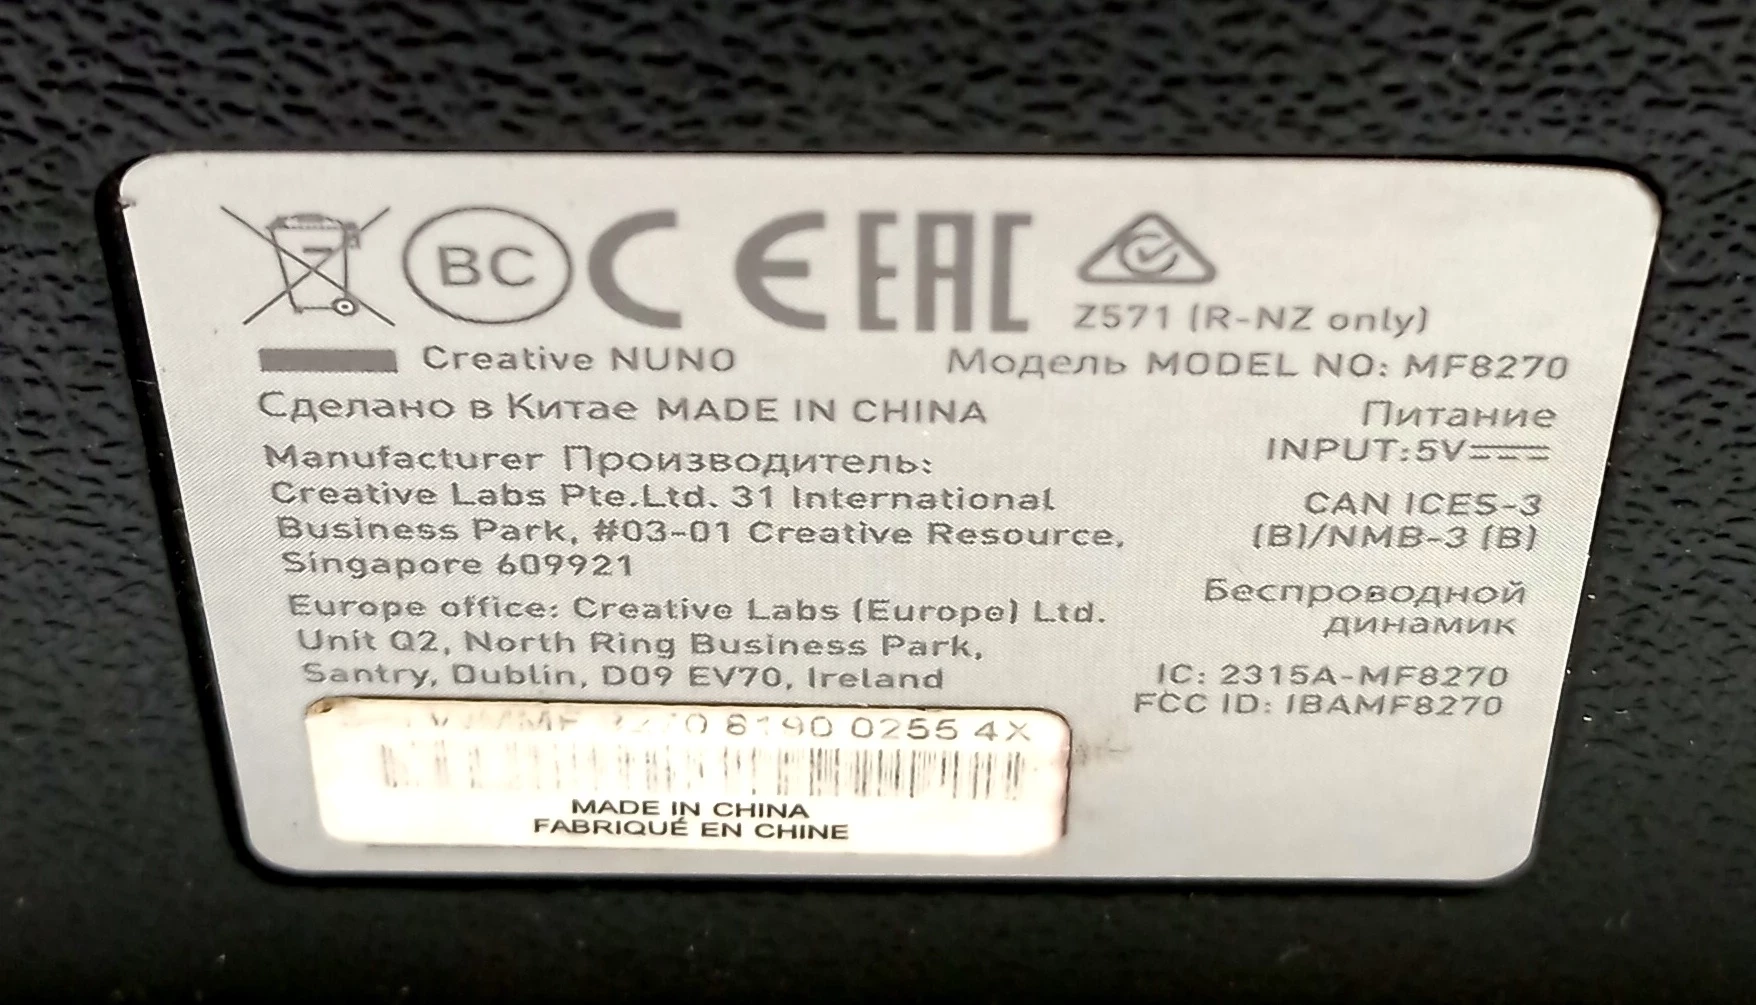 BC CE EAC
Z571 (R-NZ only)
Creative NUNO Модель MODEL NO: MF8270
Сделано в Китае MADE IN CHINA
Питание
INPUT:5V
Manufacturer Производитель:
Creative Labs Pte.Ltd. 31 International
Business Park, #03-01 Creative Resource,
Singapore 609921
CAN ICES-3
(B)/NMB-3 (B)
Europe office: Creative Labs (Europe) Ltd.
Unit Q2, North Ring Business Park,
Santry, Dublin, D09 EV70, Ireland
Беспроводной
динамик
IC: 2315A-MF8270
FCC ID: IBAMF8270
02554X
MADE IN CHINA
FABRIQUÉ EN CHINE